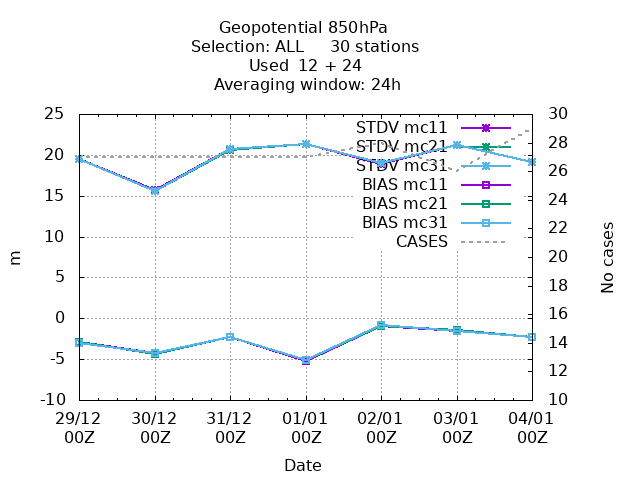 Geopotential 850hPa
Selection: ALL     30 stations
Used  12 + 24
Averaging window: 24h
25
20
15
10
5
0
-5
-10
m
30
28
26
24
22
20
18
16
14
12
10
No cases
STDV mc11
STDV mc21
STDV mc31
BIAS mc11
BIAS mc21
BIAS mc31
CASES
29/12 30/12 31/12 01/01 02/01 03/01 04/01
00Z 00Z 00Z 00Z 00Z 00Z 00Z
Date